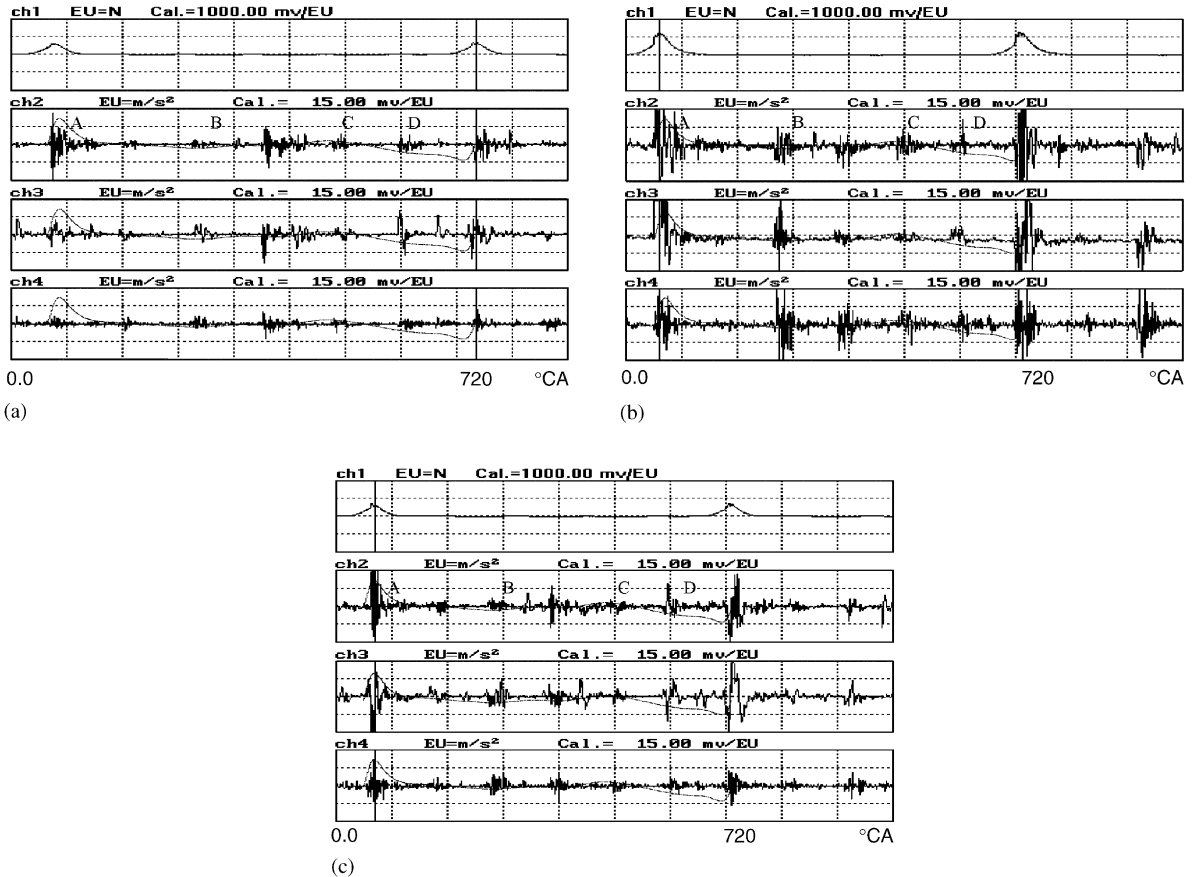 ch1 EU=N Cal.=1000.00 mv/EU
ch2 EU=m/s² Cal.= 15.00 mv/EU
A B C D
ch3 EU=m/s² Cal.= 15.00 mv/EU
ch4 EU=m/s² Cal.= 15.00 mv/EU
0.0 720 °CA
(a)
ch1 EU=N Cal.=1000.00 mv/EU
ch2 EU=m/s² Cal.= 15.00 mv/EU
A B C D
ch3 EU=m/s² Cal.= 15.00 mv/EU
ch4 EU=m/s² Cal.= 15.00 mv/EU
0.0 720 °CA
(b)
ch1 EU=N Cal.=1000.00 mv/EU
ch2 EU=m/s² Cal.= 15.00 mv/EU
A B C D
ch3 EU=m/s² Cal.= 15.00 mv/EU
ch4 EU=m/s² Cal.= 15.00 mv/EU
0.0 720 °CA
(c)